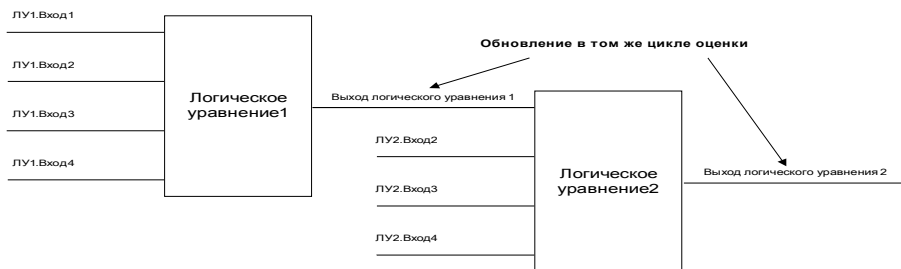 ЛУ1.Вход1
Обновление в том же цикле оценки
ЛУ1.Вход2
Логическое
уравнение1
Выход логического уравнения 1
ЛУ1.Вход3
ЛУ2.Вход2
ЛУ1.Вход4
Логическое
уравнение2
Выход логического уравнения 2
ЛУ2.Вход3
ЛУ2.Вход4